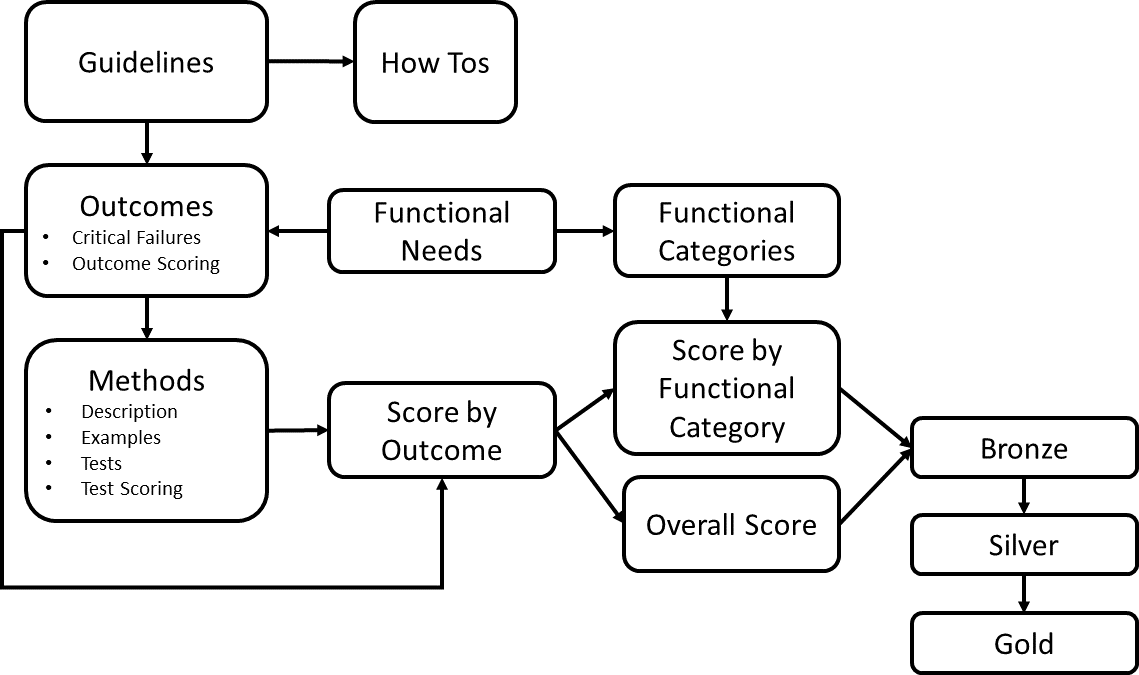 Guidelines
How Tos
Outcomes
• Critical Failures
• Outcome Scoring
Functional
Needs
Functional
Categories
Methods
• Description
• Examples
• Tests
• Test Scoring
Score by
Outcome
Score by
Functional
Category
Overall Score
Bronze
Silver
Gold